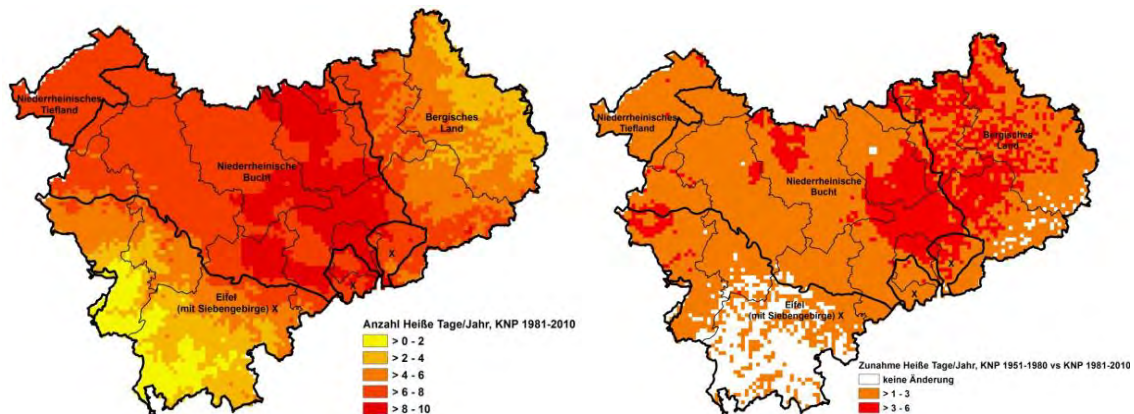 Niederrheinisches
Tiefland
Bergisches
Land
Niederrheinische
Bucht
X
X
Eifel
(mit Siebengebirge) X
Anzahl Heiße Tage/Jahr, KNP 1981-2010
> 0 - 2
> 2 - 4
> 4 - 6
> 6 - 8
> 8 - 10
Niederrheinisches
Tiefland
Bergisches
Land
Niederrheinische
Bucht
X
X
Eifel
(mit Siebengebirge) X
Zunahme Heiße Tage/Jahr, KNP 1951-1980 vs KNP 1981-2010
keine Änderung
> 1 - 3
> 3 - 6